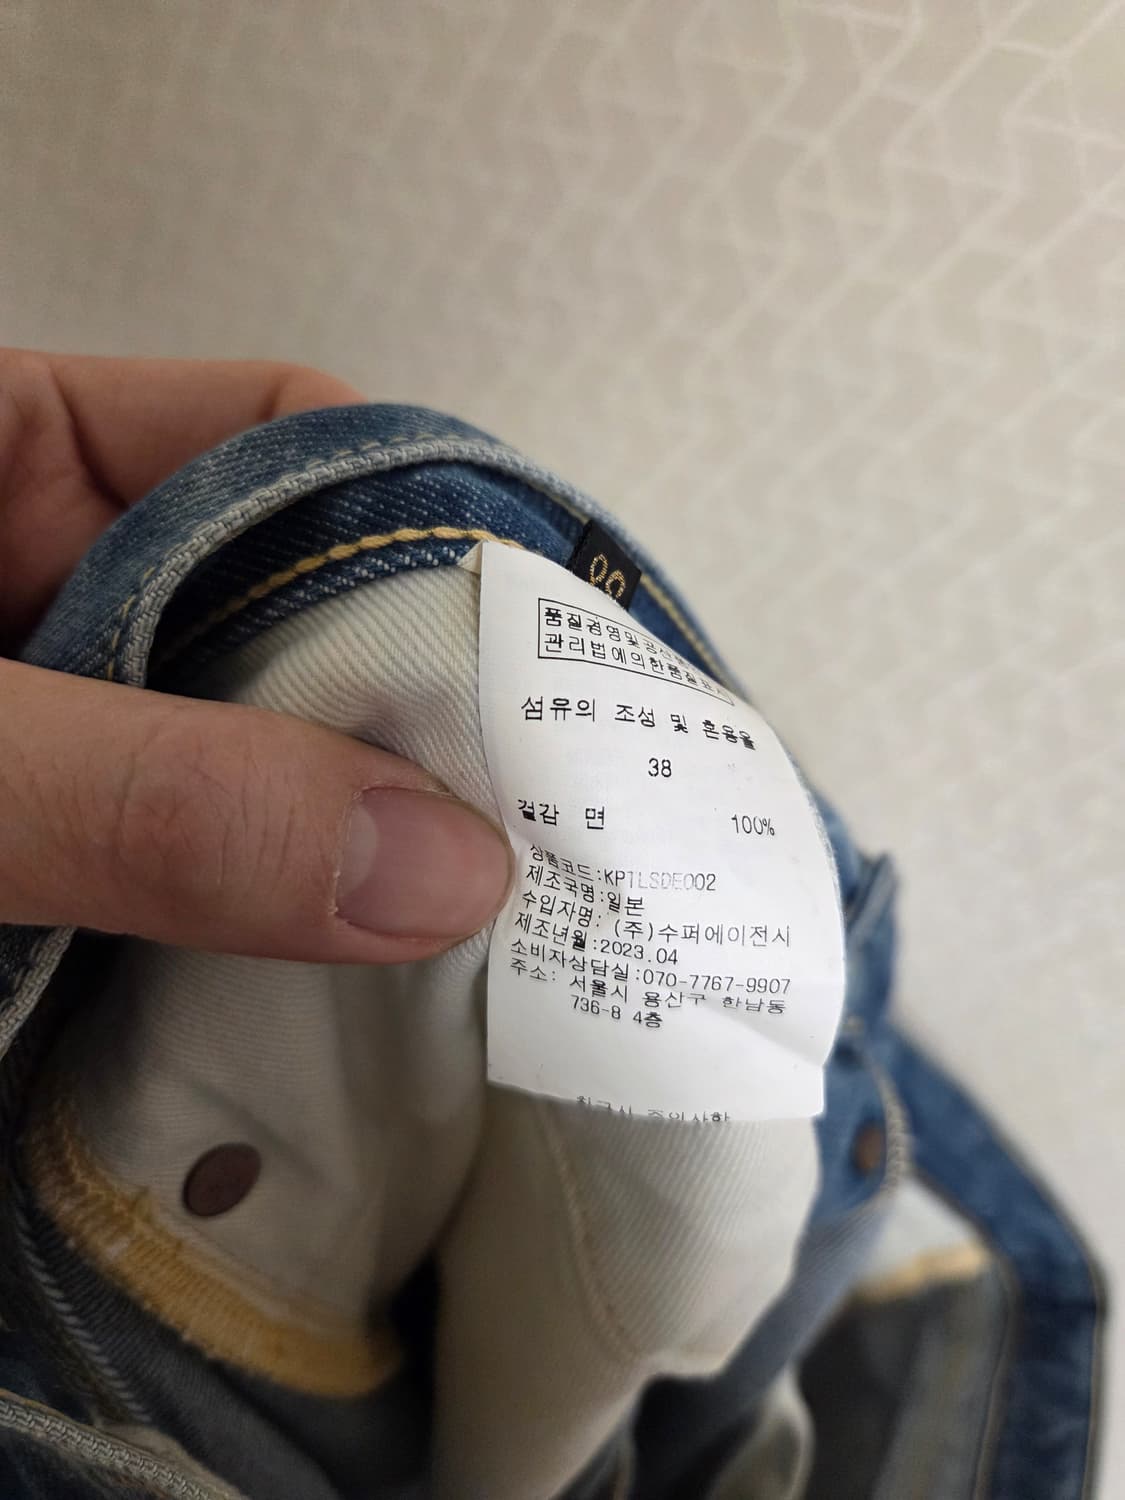 38
품질경영및공산품
관리법에의한품질표시
섬유의 조성 및 혼용율
38
겉감 면 100%
상품코드:KPTLSDE002
제조국명:일본
수입자명: (주)수퍼에이전시
제조년월:2023.04
소비자상담실:070-7767-9907
주소: 서울시 용산구 한남동
736-8 4층